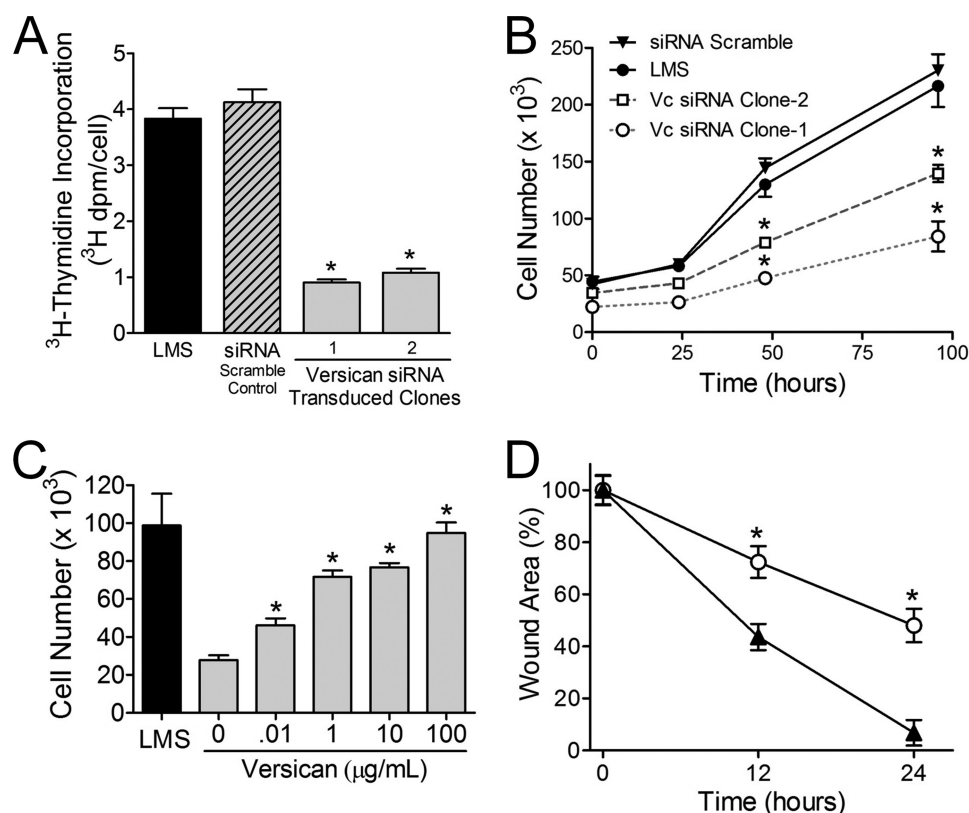 A
³H-Thymidine Incorporation
(³H dpm/cell)
5
4
3
2
1
0
*
*
LMS
siRNA
Scramble
Control
1
2
Versican siRNA
Transduced Clones
B
siRNA Scramble
LMS
Vc siRNA Clone-2
Vc siRNA Clone-1
Cell Number (x 10³)
250
200
150
100
50
0
*
*
*
*
0
25
50
75
100
Time (hours)
C
Cell Number (x 10³)
120
100
80
60
40
20
0
*
*
*
*
LMS
0
.01
1
10
100
Versican (μg/mL)
D
Wound Area (%)
100
80
60
40
20
0
*
*
0
12
24
Time (hours)